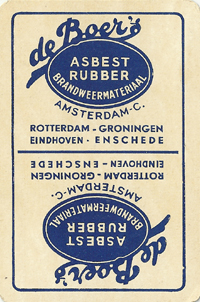 de Boer's
ASBEST
RUBBER
BRANDWEERMATERIAAL
AMSTERDAM-C.
ROTTERDAM - GRONINGEN
EINDHOVEN - ENSCHEDE
EINDHOVEN - ENSCHEDE
ROTTERDAM - GRONINGEN
AMSTERDAM-C.
BRANDWEERMATERIAAL
RUBBER
ASBEST
de Boer's